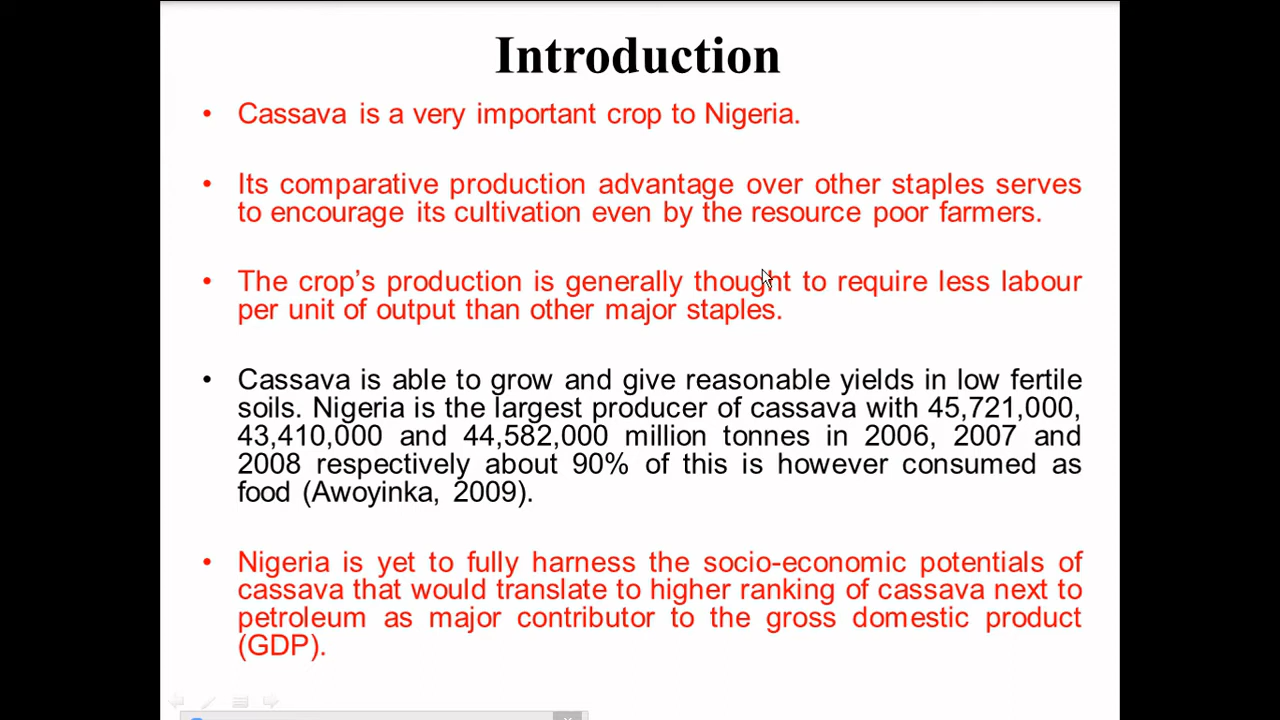 Introduction
• Cassava is a very important crop to Nigeria.
• Its comparative production advantage over other staples serves
to encourage its cultivation even by the resource poor farmers.
• The crop's production is generally thought to require less labour
per unit of output than other major staples.
• Cassava is able to grow and give reasonable yields in low fertile
soils. Nigeria is the largest producer of cassava with 45,721,000,
43,410,000 and 44,582,000 million tonnes in 2006, 2007 and
2008 respectively about 90% of this is however consumed as
food (Awoyinka, 2009).
• Nigeria is yet to fully harness the socio-economic potentials of
cassava that would translate to higher ranking of cassava next to
petroleum as major contributor to the gross domestic product
(GDP).